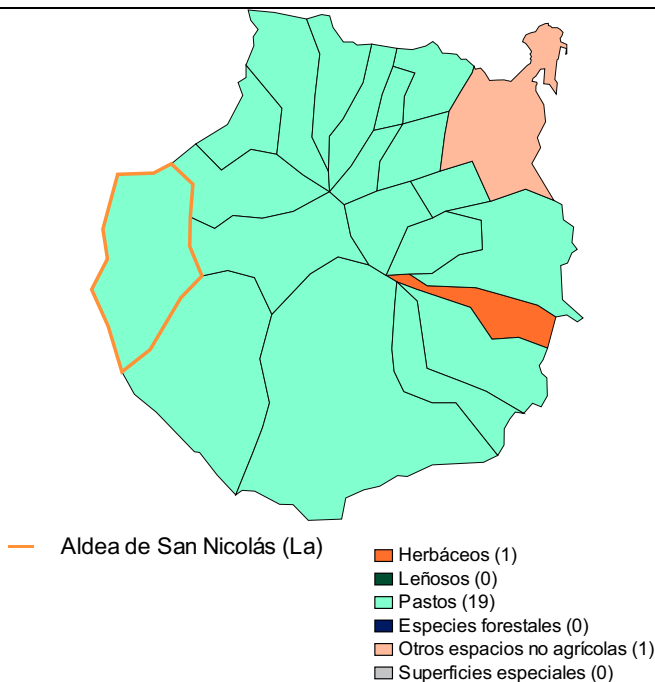 Aldea de San Nicolás (La)
Herbáceos (1)
Leñosos (0)
Pastos (19)
Especies forestales (0)
Otros espacios no agrícolas (1)
Superficies especiales (0)